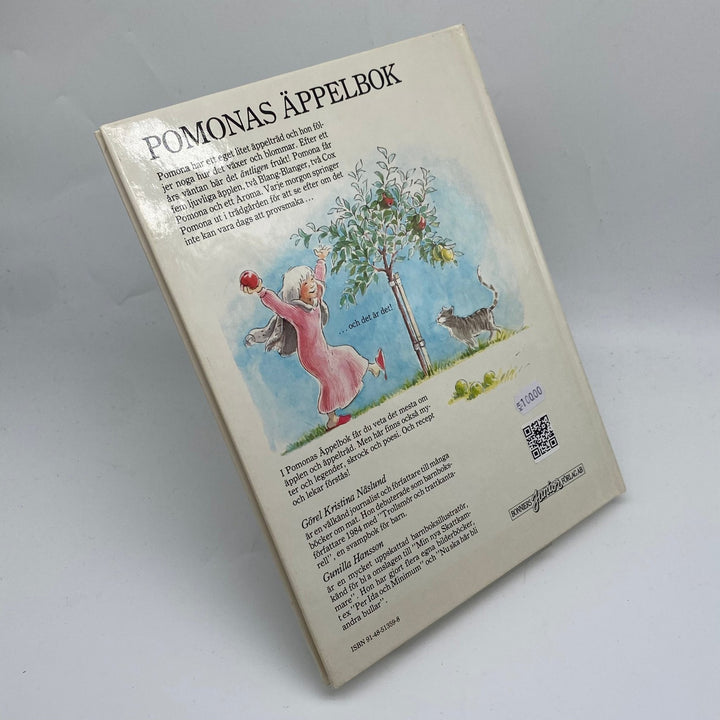 POMONAS ÄPPELBOK
Pomona har ett eget litet äppelträd och hon föl-
jer noga hur det växer och blommar. Efter ett
års väntan bär det äntligen frukt! Pomona får
fem ljuvliga äpplen, två Blang-Blanger, två Cox
Pomona och ett Aroma. Varje morgon springer
Pomona ut i trädgården för att se efter om det
inte kan vara dags att provsmaka . . .
. . . och det är det!
I Pomonas Äppelbok får du veta det mesta om
äpplen och äppelträd. Men här finns också my-
ter och legender, skrock och poesi. Och recept
och lekar förstås!
Görel Kristina Näslund
är en välkänd journalist och författare till många
böcker om mat. Hon debuterade som barnboks-
författare 1984 med "Trollsmör och trattkanta-
rell", en svampbok för barn.
Gunilla Hansson
är en mycket uppskattad barnboksillustratör,
känd för bl a omslagen till "Min nya Skattkam-
mare". Hon har gjort flera egna bilderböcker,
t ex "Per Ida och Minimum" och "Nu ska här bli
andra bullar".
ISBN 91-48-51359-8
BONNIERS Junior FÖRLAG AB